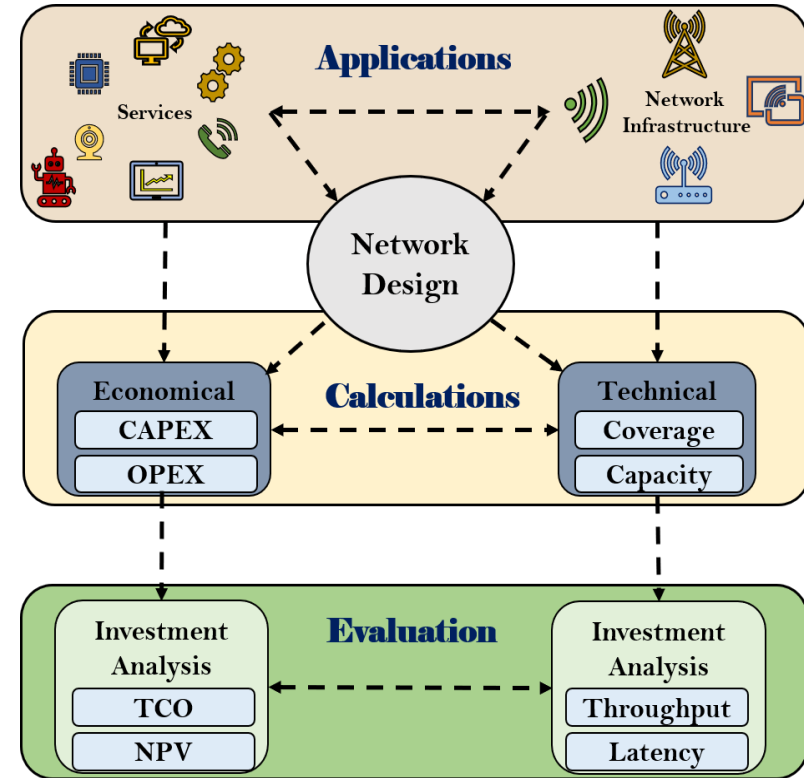 Applications
Services
Network
Infrastructure
Network
Design
Calculations
Economical
CAPEX
OPEX
Technical
Coverage
Capacity
Evaluation
Investment
Analysis
TCO
NPV
Investment
Analysis
Throughput
Latency